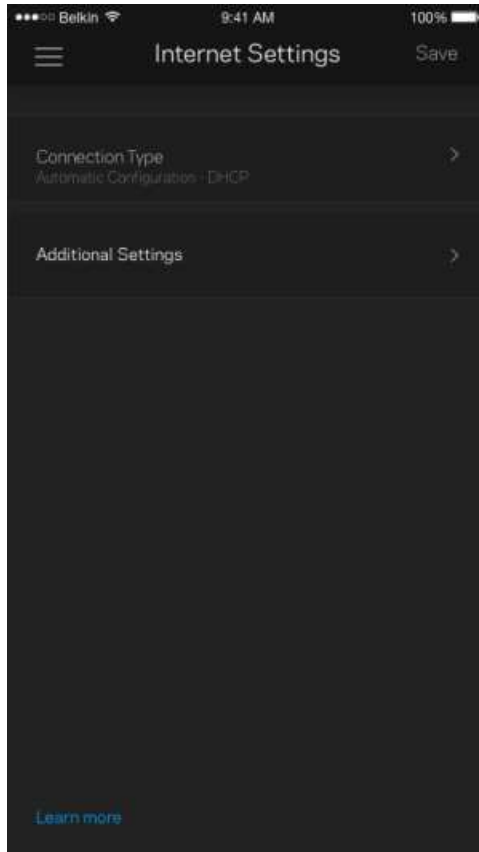 Belkin 9:41 AM 100%
Internet Settings Save
Connection Type
Automatic Configuration - DHCP
Additional Settings
Learn more